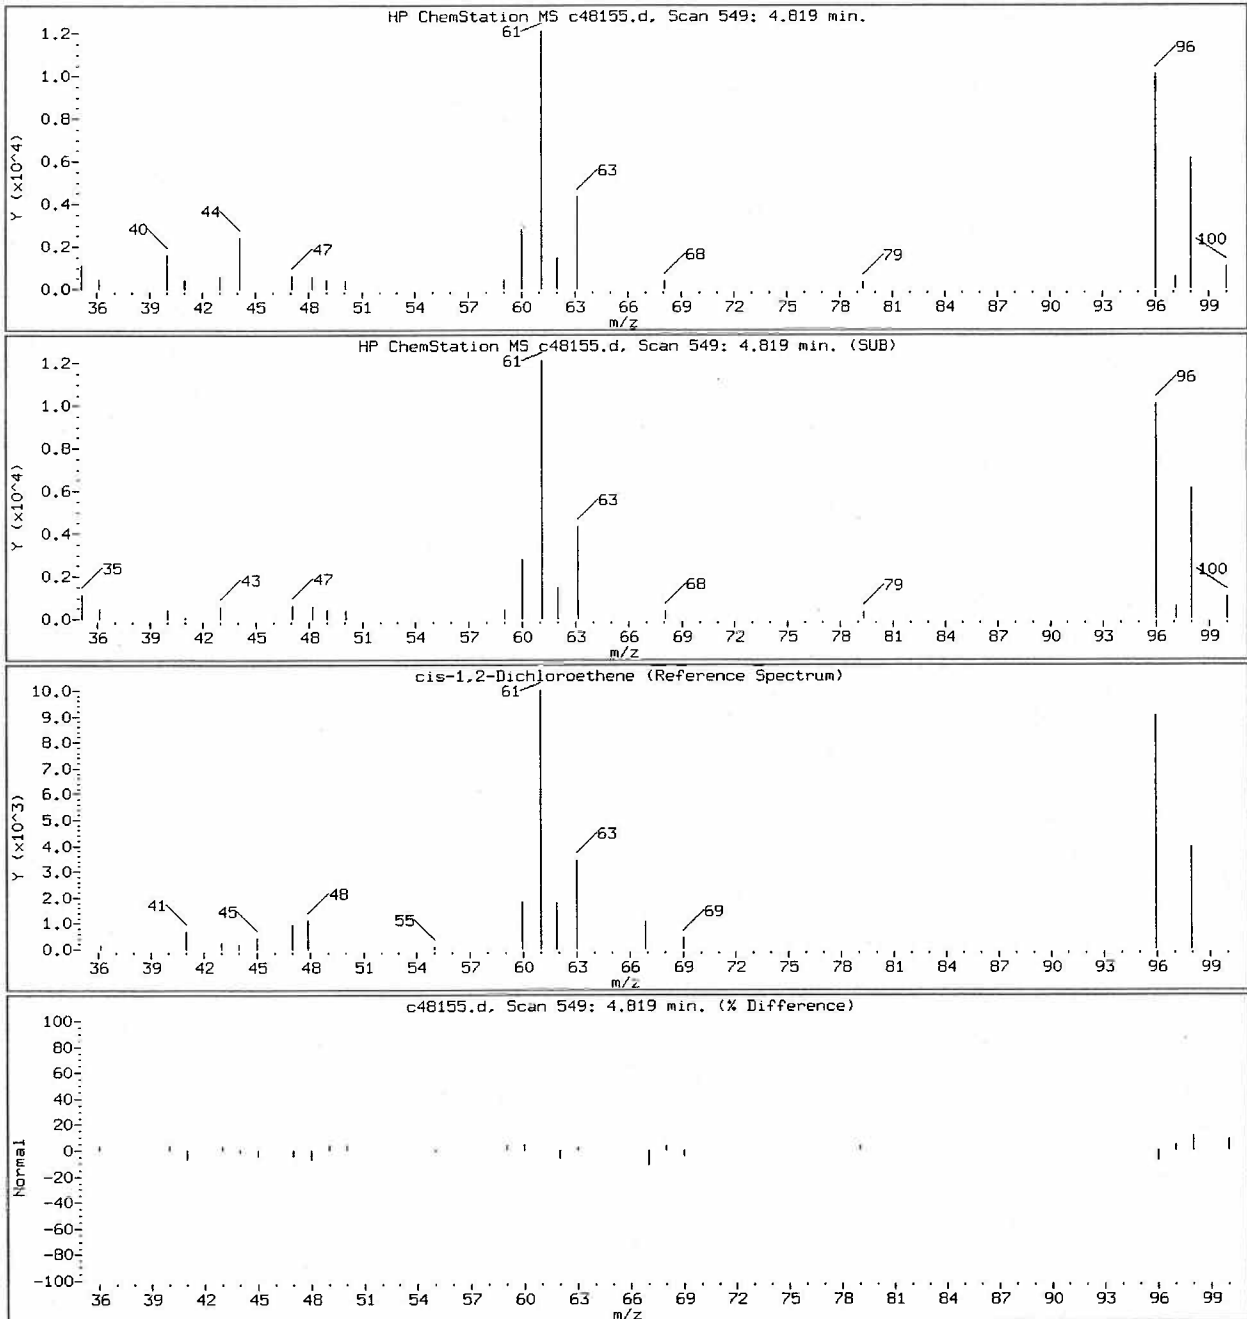 HP ChemStation MS c48155.d, Scan 549: 4.819 min.
Y (x10^4)
1.2
1.0
0.8
0.6
0.4
0.2
0.0
40 44 47 61 63 68 79 96 100
36 39 42 45 48 51 54 57 60 63 66 69 72 75 78 81 84 87 90 93 96 99
m/z
HP ChemStation MS c48155.d, Scan 549: 4.819 min. (SUB)
Y (x10^4)
1.2
1.0
0.8
0.6
0.4
0.2
0.0
35 43 47 61 63 68 79 96 100
36 39 42 45 48 51 54 57 60 63 66 69 72 75 78 81 84 87 90 93 96 99
m/z
cis-1,2-Dichloroethene (Reference Spectrum)
Y (x10^3)
10.0
9.0
8.0
7.0
6.0
5.0
4.0
3.0
2.0
1.0
0.0
41 45 48 55 61 63 69
36 39 42 45 48 51 54 57 60 63 66 69 72 75 78 81 84 87 90 93 96 99
m/z
c48155.d, Scan 549: 4.819 min. (% Difference)
Normal
100
80
60
40
20
0
-20
-40
-60
-80
-100
36 39 42 45 48 51 54 57 60 63 66 69 72 75 78 81 84 87 90 93 96 99
m/z